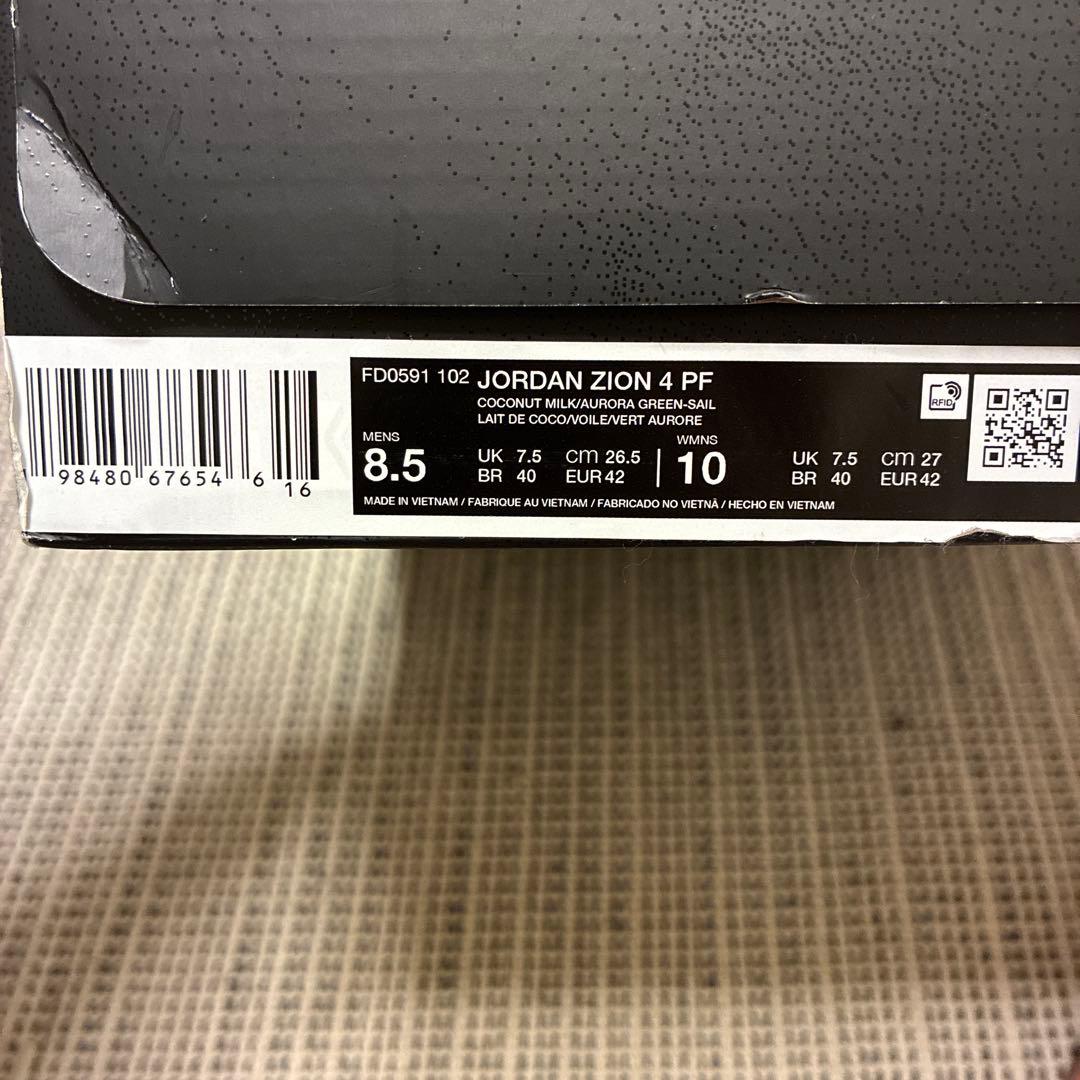 FD0591 102 JORDAN ZION 4 PF
COCONUT MILK/AURORA GREEN-SAIL
LAIT DE COCO/VOILE/VERT AURORE
MENS
8.5 UK 7.5 cm 26.5
BR 40 EUR 42
WMNS
10 UK 7.5 cm 27
BR 40 EUR 42
MADE IN VIETNAM / FABRIQUE AU VIETNAM / FABRICADO NO VIETNÃ / HECHO EN VIETNAM
RFID
98480 67654 6 16